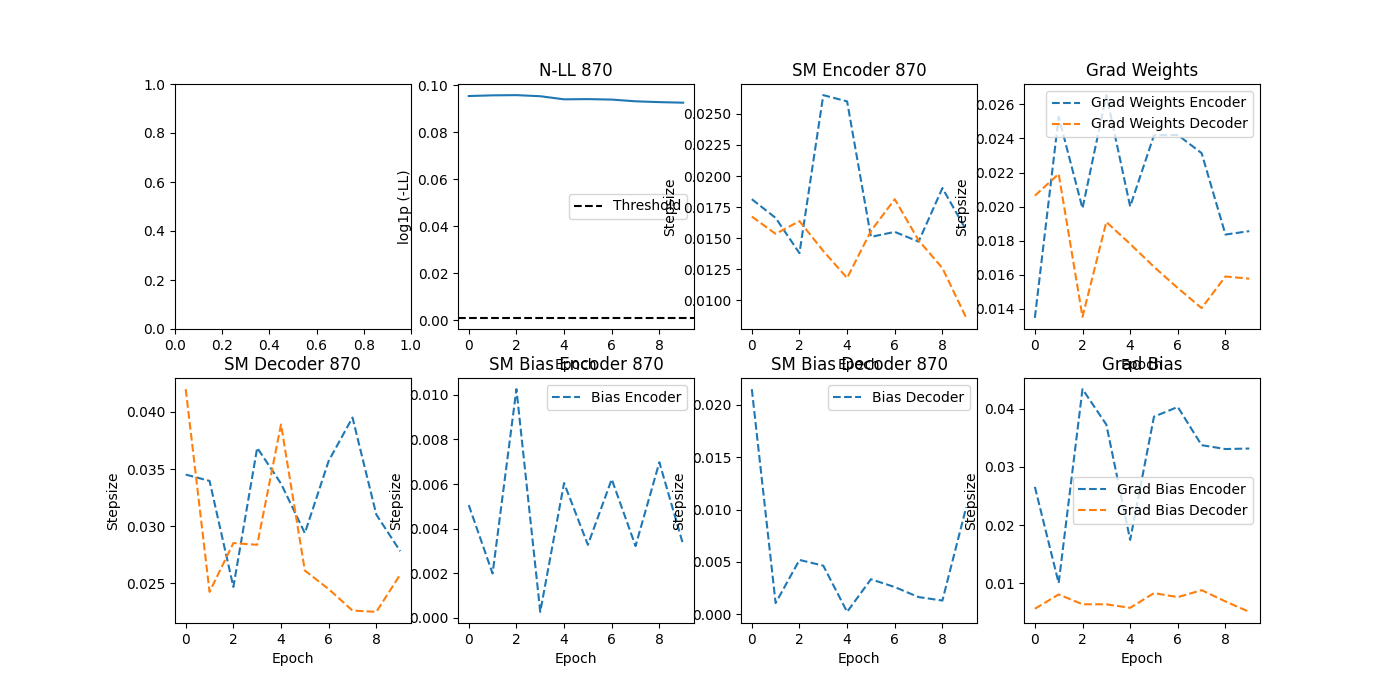 1.0
0.8
0.6
0.4
0.2
0.0
0.0 0.2 0.4 0.6 0.8 1.0
N-LL 870
log1p (-LL)
0.10
0.08
0.06
0.04
0.02
0.00
Threshold
0 2 4 6 8
Epoch
SM Encoder 870
Stepsize
0.0250
0.0225
0.0200
0.0175
0.0150
0.0125
0.0100
0 2 4 6 8
Epoch
Grad Weights
Stepsize
0.026
0.024
0.022
0.020
0.018
0.016
0.014
Grad Weights Encoder
Grad Weights Decoder
0 2 4 6 8
Epoch
SM Decoder 870
Stepsize
0.040
0.035
0.030
0.025
0 2 4 6 8
Epoch
SM Bias Encoder 870
Stepsize
0.010
0.008
0.006
0.004
0.002
0.000
Bias Encoder
0 2 4 6 8
Epoch
SM Bias Decoder 870
Stepsize
0.020
0.015
0.010
0.005
0.000
Bias Decoder
0 2 4 6 8
Epoch
Grad Bias
Stepsize
0.04
0.03
0.02
0.01
Grad Bias Encoder
Grad Bias Decoder
0 2 4 6 8
Epoch